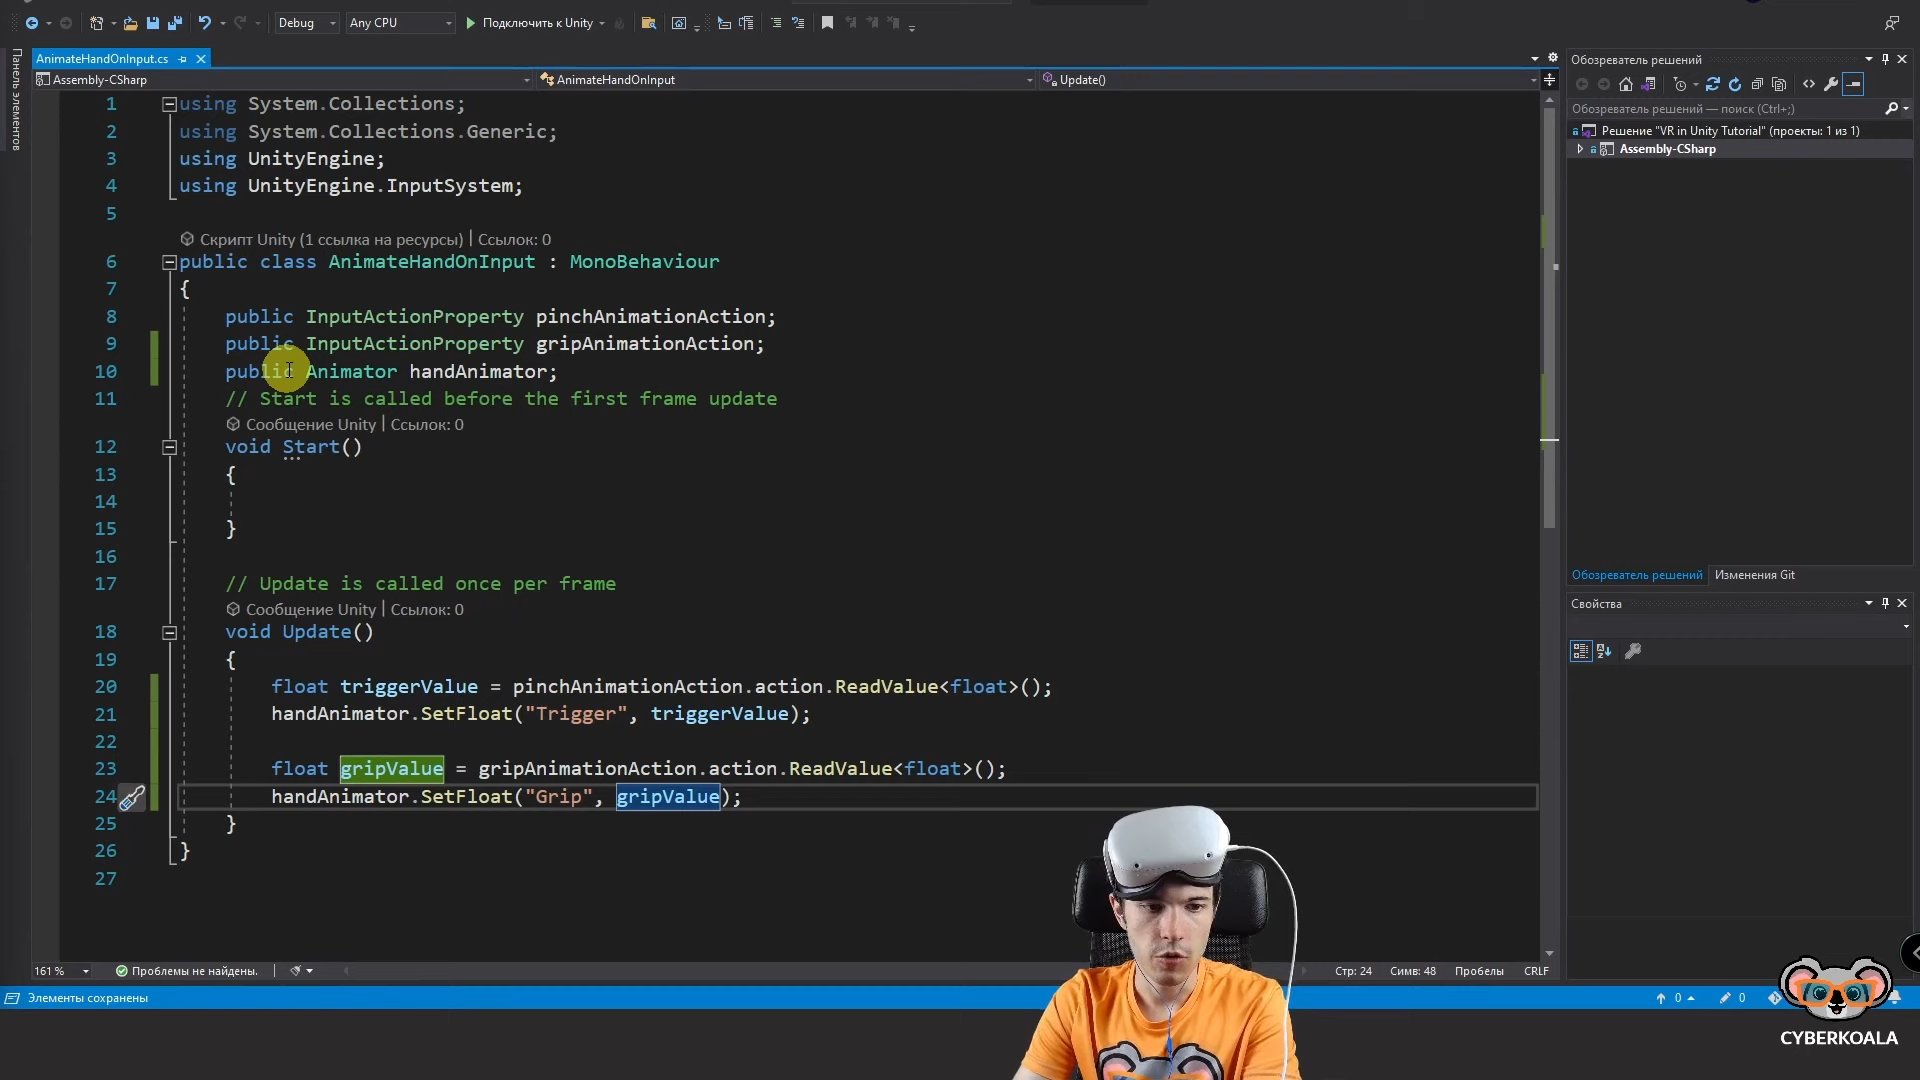 Debug
Any CPU
Подключить к Unity
AnimateHandOnInput.cs
Assembly-CSharp
AnimateHandOnInput
Update()
Панель элементов
1 using System.Collections;
2 using System.Collections.Generic;
3 using UnityEngine;
4 using UnityEngine.InputSystem;
5
Скрипт Unity (1 ссылка на ресурсы) | Ссылок: 0
6 public class AnimateHandOnInput : MonoBehaviour
7 {
8 public InputActionProperty pinchAnimationAction;
9 public InputActionProperty gripAnimationAction;
10 public Animator handAnimator;
11 // Start is called before the first frame update
Сообщение Unity | Ссылок: 0
12 void Start()
13 {
14
15 }
16
17 // Update is called once per frame
Сообщение Unity | Ссылок: 0
18 void Update()
19 {
20 float triggerValue = pinchAnimationAction.action.ReadValue<float>();
21 handAnimator.SetFloat("Trigger", triggerValue);
22
23 float gripValue = gripAnimationAction.action.ReadValue<float>();
24 handAnimator.SetFloat("Grip", gripValue);
25 }
26 }
27
161 %
Проблемы не найдены.
Стр: 24
Симв: 48
Пробелы
CRLF
Элементы сохранены
Обозреватель решений
Обозреватель решений — поиск (Ctrl+;)
Решение "VR in Unity Tutorial" (проекты: 1 из 1)
Assembly-CSharp
Обозреватель решений
Изменения Git
Свойства
0
0
CYBERKOALA